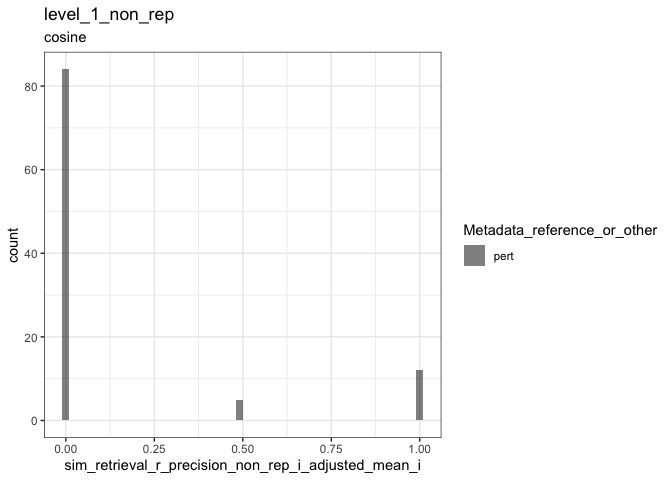 level_1_non_rep
cosine
80
60
40
20
0
count
0.00 0.25 0.50 0.75 1.00
sim_retrieval_r_precision_non_rep_i_adjusted_mean_i
Metadata_reference_or_other
pert